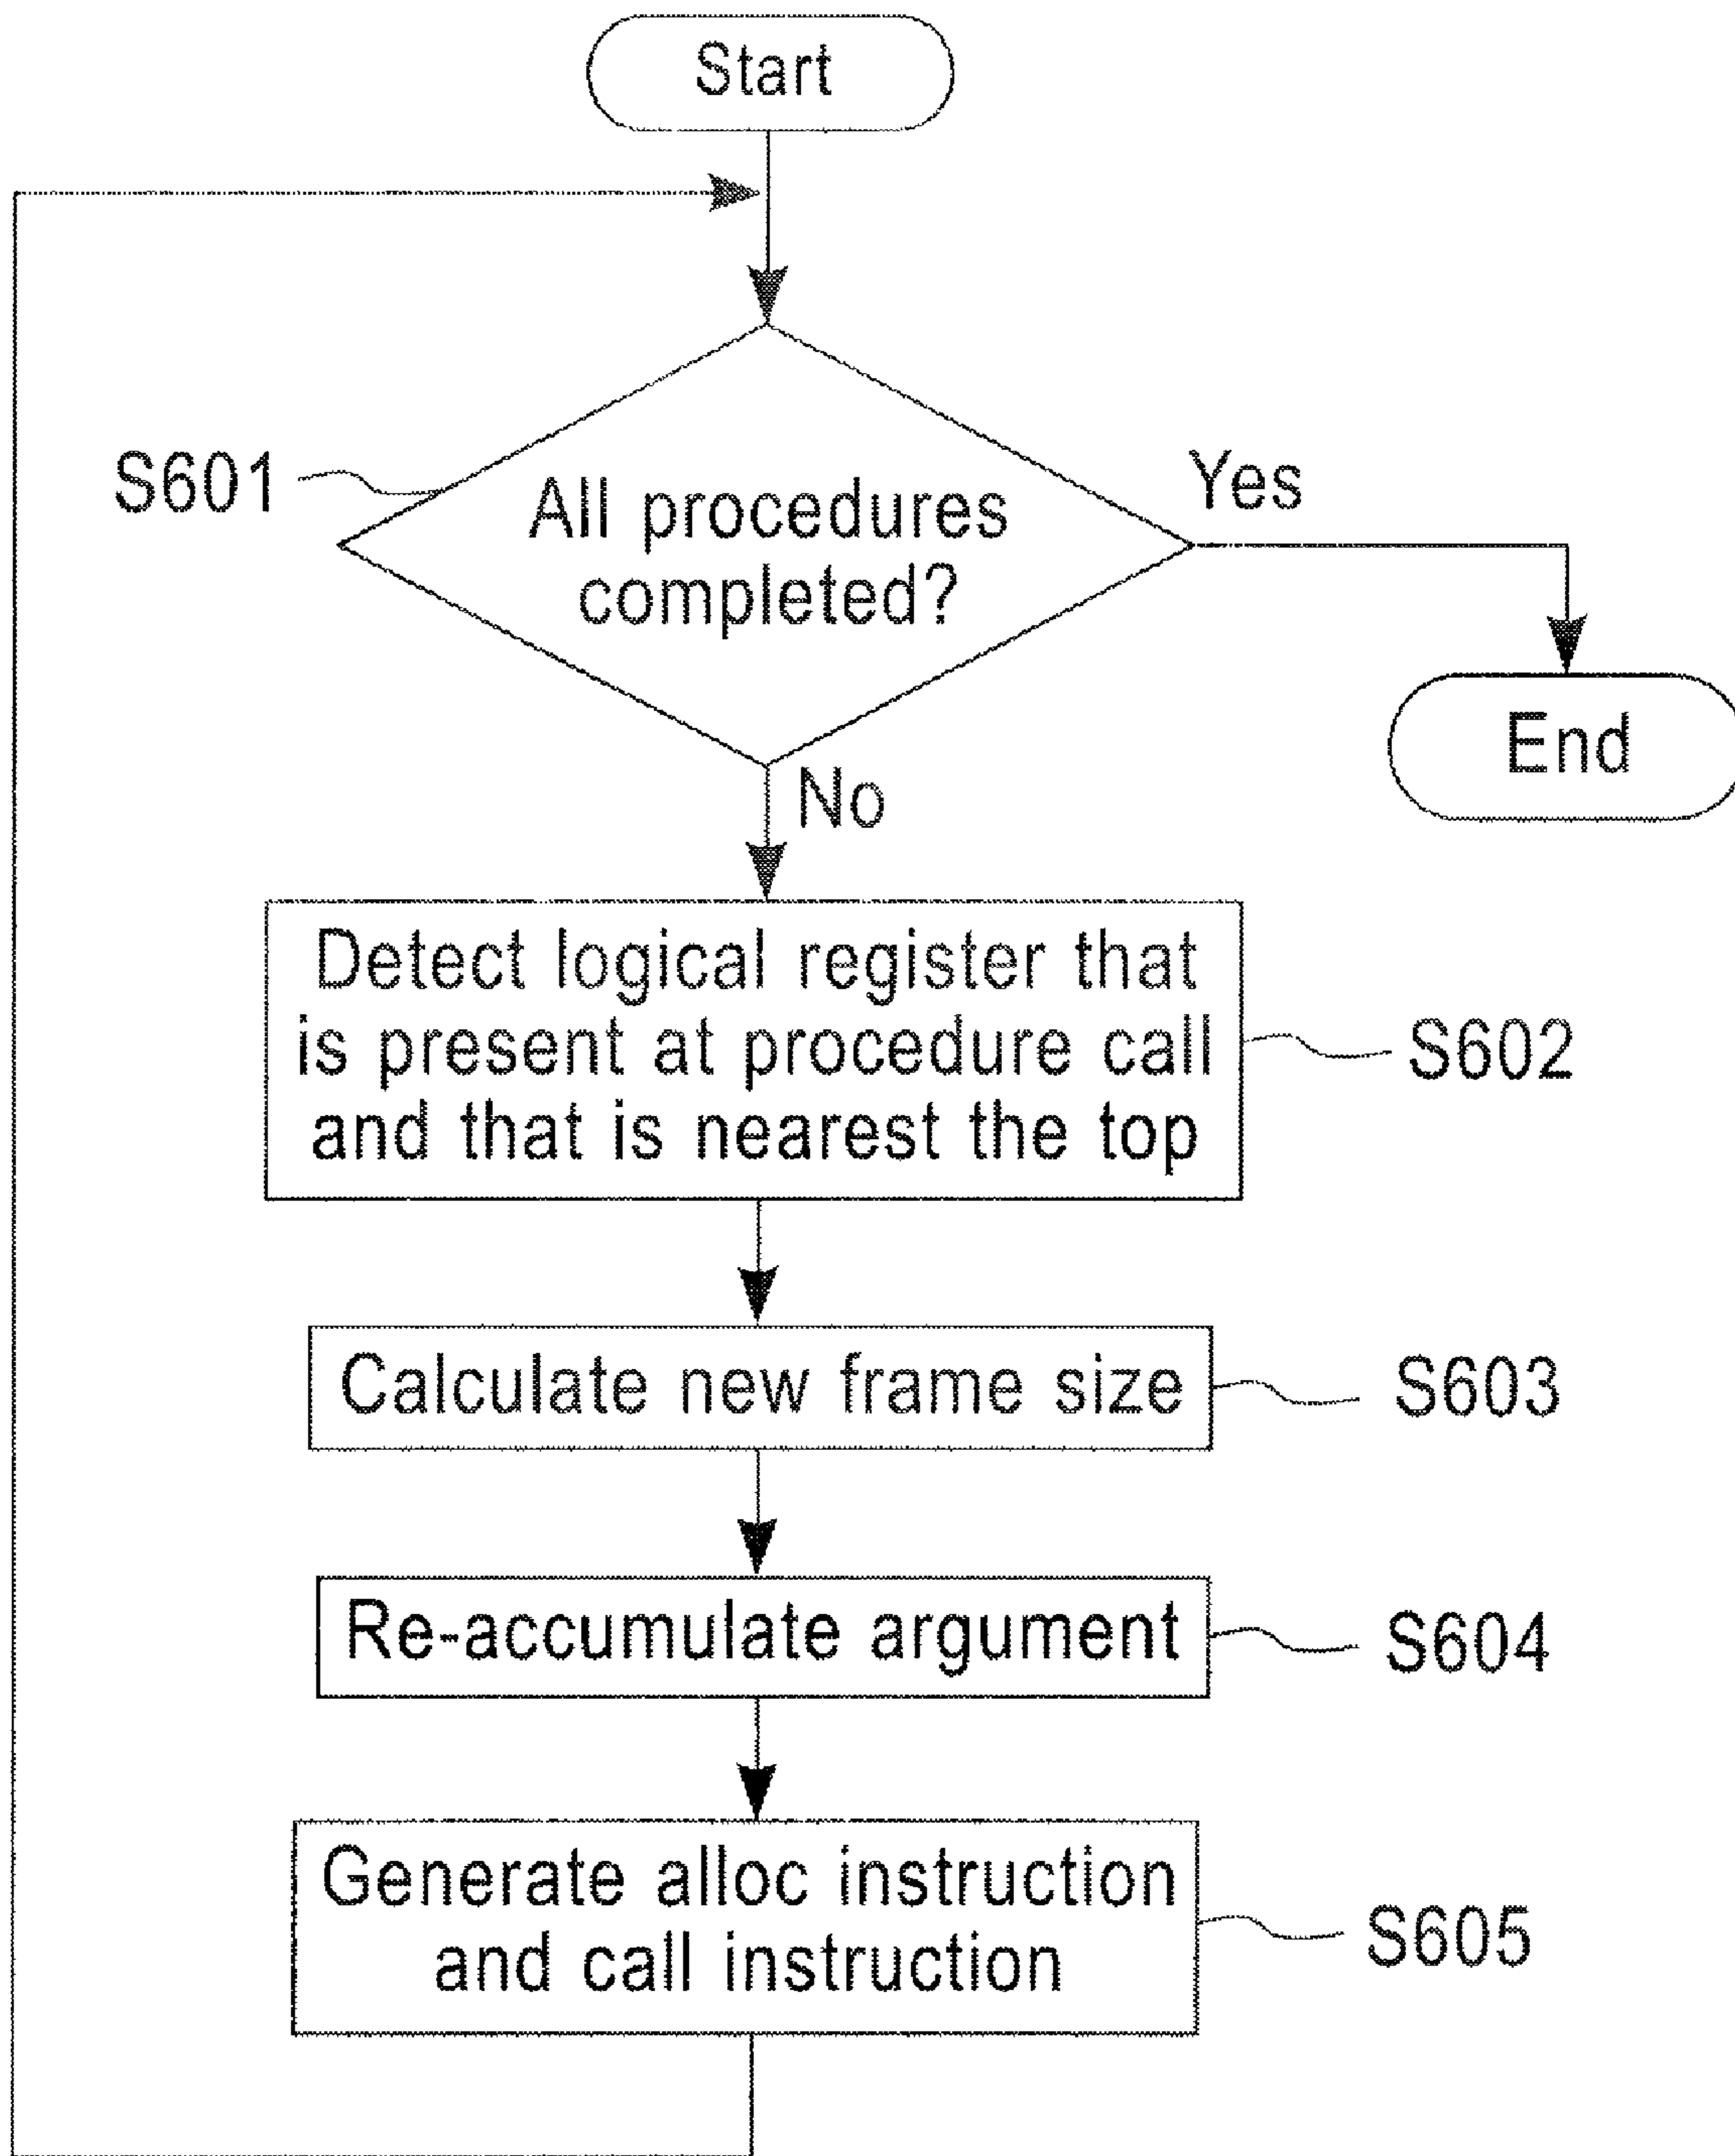 Start
S601
All procedures
completed?
Yes
End
No
Detect logical register that
is present at procedure call
and that is nearest the top
S602
Calculate new frame size
S603
Re-accumulate argument
S604
Generate alloc instruction
and call instruction
S605